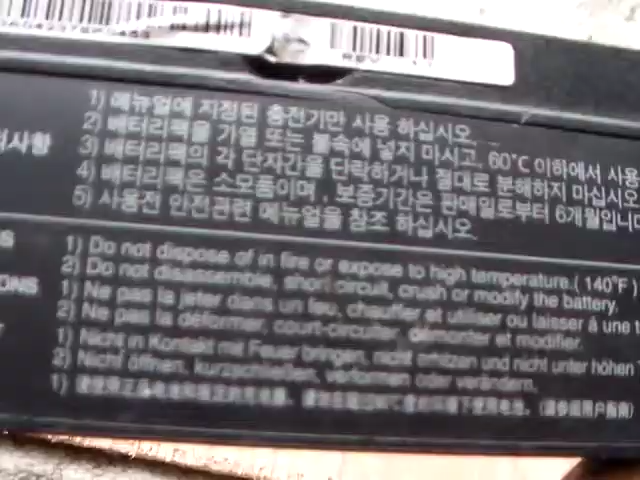 1) 메뉴얼에 지정된 충전기만 사용 하십시오.
2) 배터리팩을 가열 또는 불속에 넣지 마시고, 60°C 이하에서 사용
사항
3) 배터리팩의 각 단자간을 단락하거나 절대로 분해하지 마십시오
4) 배터리팩은 소모품이며, 보증기간은 판매일로부터 6개월입니다
5) 사용전 안전관련 메뉴얼을 참조 하십시오
1) Do not dispose of in fire or expose to high temperature.( 140°F )
2) Do not disassemble, short circuit, crush or modify the battery.
ONS
1) Ne pas la jeter dans un feu, chauffer et utiliser ou laisser à une
2) Ne pas la déformer, court-circuiter, démonter et modifier.
1) Nicht in Kontakt mit Feuer bringen, nicht erhitzen und nicht unter höhen
2) Nicht öffnen, kurzschließen, verformen oder verändern.
1)